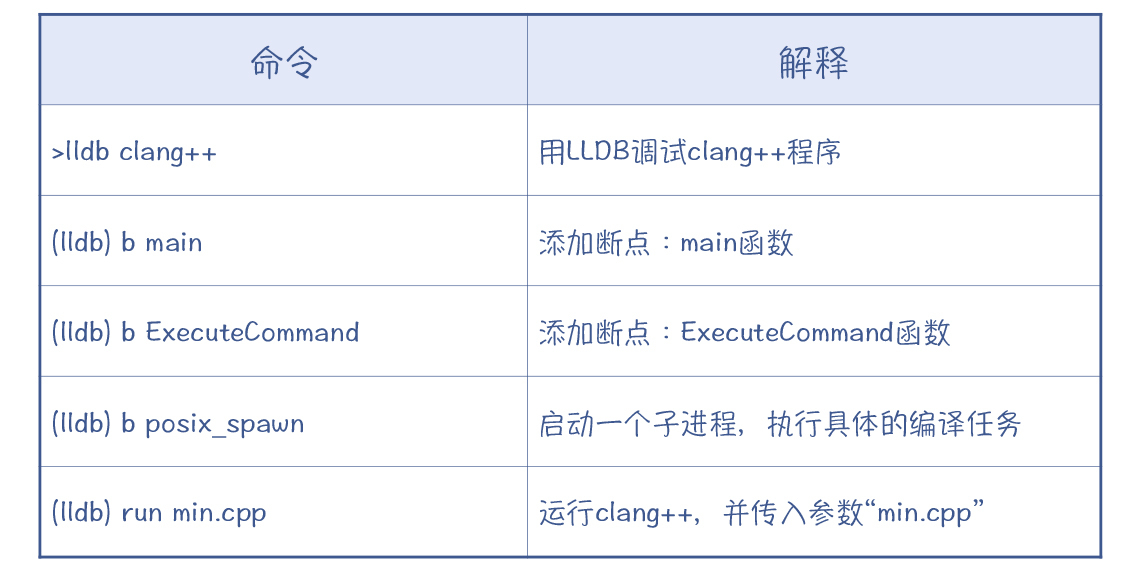 命令 解释
>lldb clang++ 用LLDB调试clang++程序
(lldb) b main 添加断点：main函数
(lldb) b ExecuteCommand 添加断点：ExecuteCommand函数
(lldb) b posix_spawn 启动一个子进程，执行具体的编译任务
(lldb) run min.cpp 运行clang++，并传入参数“min.cpp”